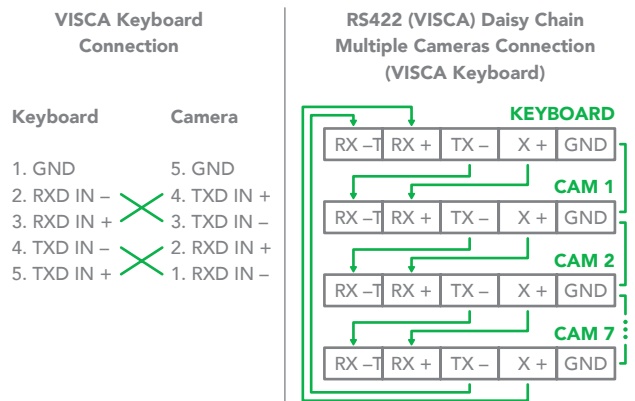 VISCA Keyboard
Connection
Keyboard
Camera
1. GND
5. GND
2. RXD IN –
4. TXD IN +
3. RXD IN +
3. TXD IN –
4. TXD IN –
2. RXD IN +
5. TXD IN +
1. RXD IN –
RS422 (VISCA) Daisy Chain
Multiple Cameras Connection
(VISCA Keyboard)
KEYBOARD
RX –T RX + TX – X + GND
CAM 1
RX –T RX + TX – X + GND
CAM 2
RX –T RX + TX – X + GND
CAM 7
RX –T RX + TX – X + GND